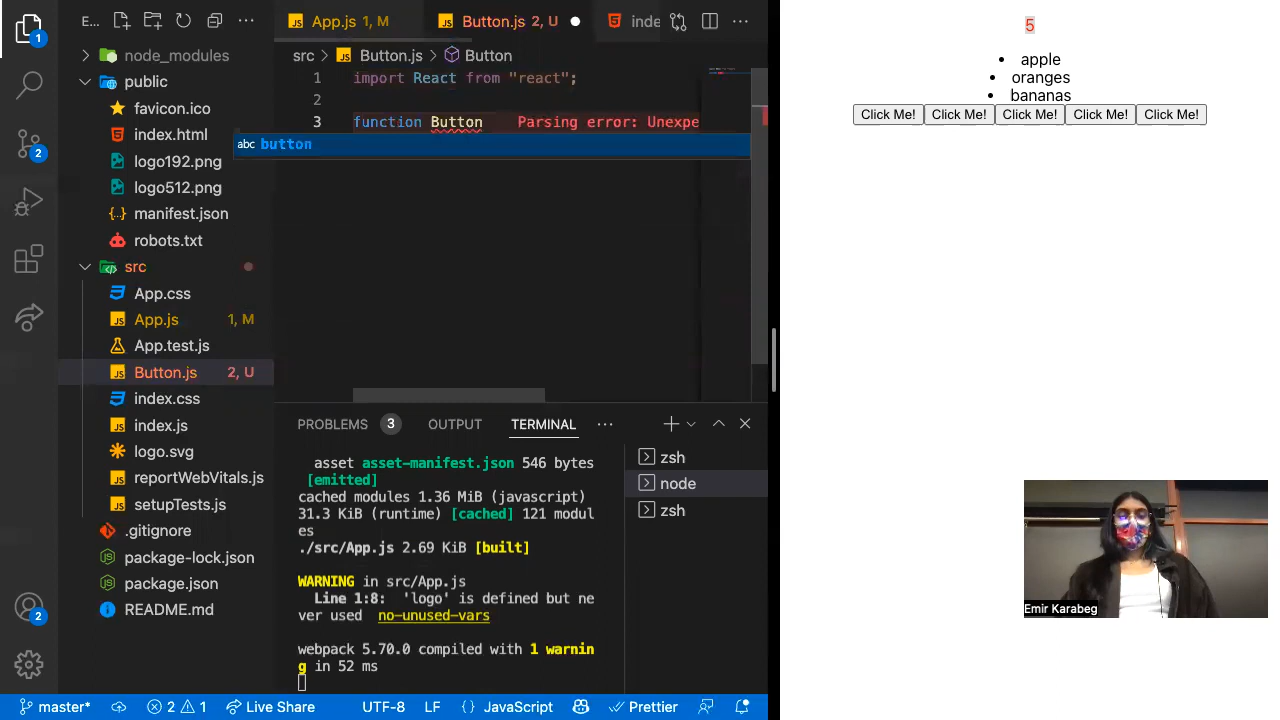 E...
App.js 1, M
Button.js 2, U
inde
src
Button.js
Button
1 import React from "react";
2
3 function Button Parsing error: Unexpe
abc button
node_modules
public
favicon.ico
index.html
logo192.png
logo512.png
manifest.json
robots.txt
src
App.css
App.js 1, M
App.test.js
Button.js 2, U
index.css
index.js
logo.svg
reportWebVitals.js
setupTests.js
.gitignore
package-lock.json
package.json
README.md
1
2
2
PROBLEMS 3 OUTPUT TERMINAL ...
asset asset-manifest.json 546 bytes
[emitted]
cached modules 1.36 MiB (javascript)
31.3 KiB (runtime) [cached] 121 modul
es
./src/App.js 2.69 KiB [built]
WARNING in src/App.js
Line 1:8: 'logo' is defined but ne
ver used no-unused-vars
webpack 5.70.0 compiled with 1 warnin
g in 52 ms
zsh
node
zsh
master* 2 1 Live Share UTF-8 LF {} JavaScript Prettier
5
• apple
• oranges
• bananas
Click Me! Click Me! Click Me! Click Me! Click Me!
Emir Karabeg